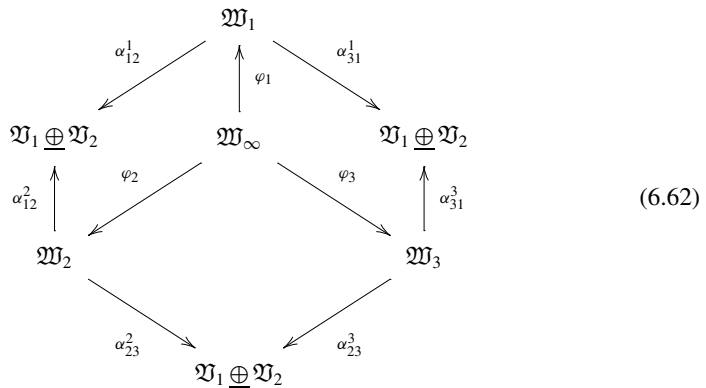 𝔚₁
α¹₁₂ α¹₃₁
φ₁
𝔙₁ ⊕ 𝔙₂ 𝔚∞ 𝔙₁ ⊕ 𝔙₂
φ₂ φ₃
α²₁₂ α³₃₁ (6.62)
𝔚₂ 𝔚₃
α²₂₃ α³₂₃
𝔙₁ ⊕ 𝔙₂